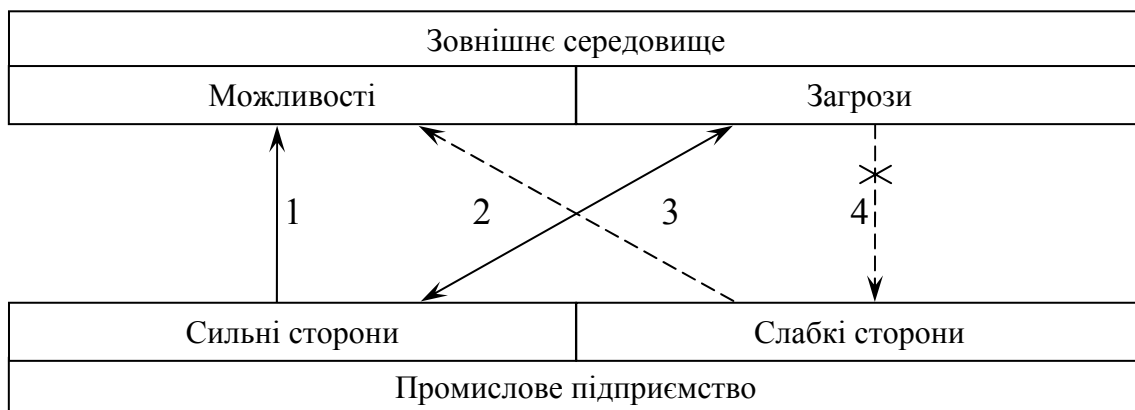 Зовнішнє середовище
Можливості Загрози
1 2 3 4
Сильні сторони Слабкі сторони
Промислове підприємство